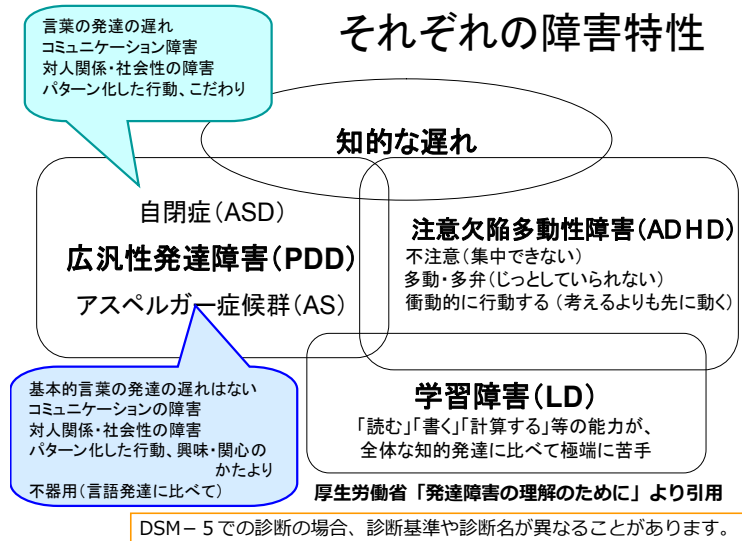 それぞれの障害特性
言葉の発達の遅れ
コミュニケーション障害
対人関係・社会性の障害
パターン化した行動、こだわり
知的な遅れ
自閉症(ASD)
広汎性発達障害(PDD)
アスペルガー症候群(AS)
注意欠陥多動性障害(ADHD)
不注意(集中できない)
多動・多弁(じっとしていられない)
衝動的に行動する(考えるよりも先に動く)
基本的言葉の発達の遅れはない
コミュニケーションの障害
対人関係・社会性の障害
パターン化した行動、興味・関心の
かたより
不器用(言語発達に比べて)
学習障害(LD)
「読む」「書く」「計算する」等の能力が、
全体な知的発達に比べて極端に苦手
厚生労働省「発達障害の理解のために」より引用
DSM-5での診断の場合、診断基準や診断名が異なることがあります。